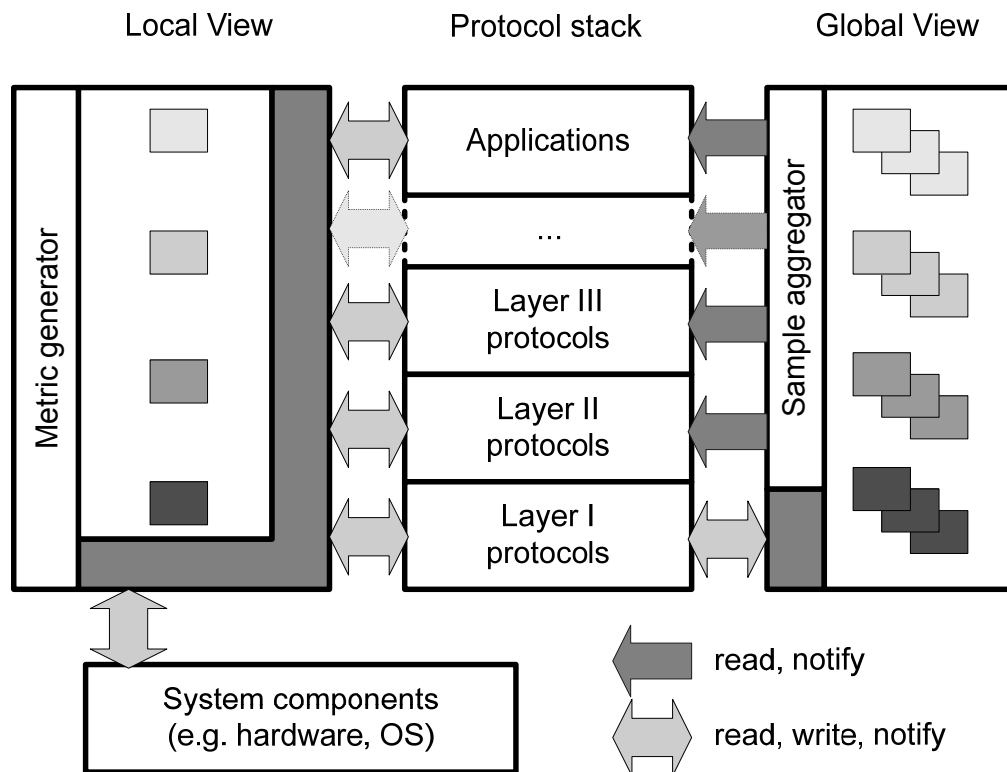 Local View
Protocol stack
Global View
Metric generator
Applications
...
Layer III
protocols
Layer II
protocols
Layer I
protocols
Sample aggregator
System components
(e.g. hardware, OS)
read, notify
read, write, notify